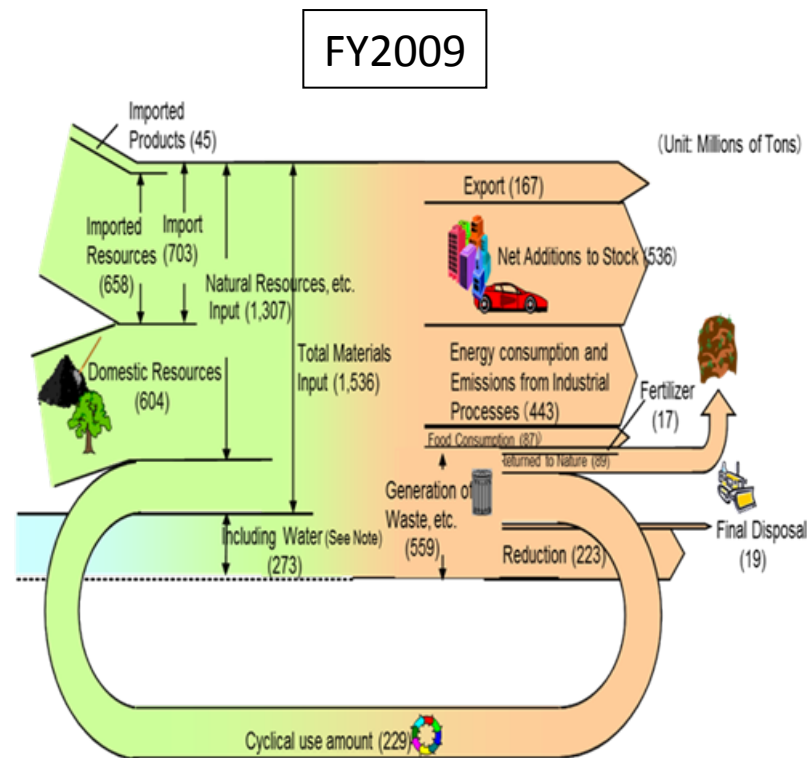 FY2009
Imported
Products (45)
(Unit: Millions of Tons)
Export (167)
Imported
Resources
(658)
Import
(703)
Natural Resources, etc.
Input (1,307)
Net Additions to Stock (536)
Total Materials
Input (1,536)
Energy consumption and
Emissions from Industrial
Processes (443)
Domestic Resources
(604)
Fertilizer
(17)
Food Consumption (87)
Returned to Nature (89)
Generation of
Waste, etc.
(559)
Including Water (See Note)
(273)
Reduction (223)
Final Disposal
(19)
Cyclical use amount (229)